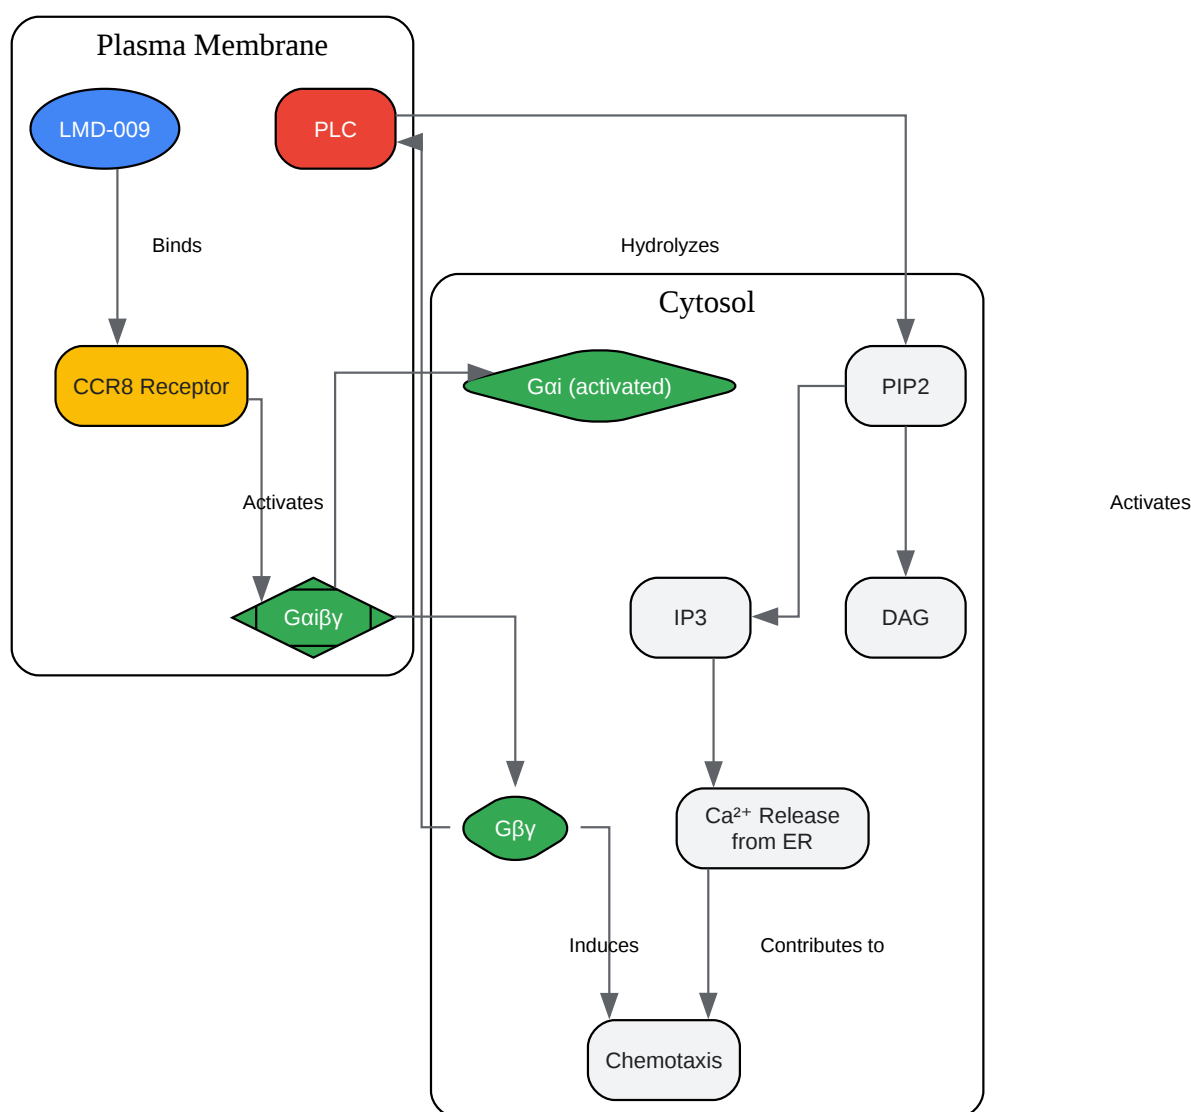 Plasma Membrane
LMD-009
PLC
Binds
Hydrolyzes
Cytosol
CCR8 Receptor
Gαi (activated)
PIP2
Activates
Activates
Gαiβγ
IP3
DAG
Gβγ
Ca²⁺ Release
from ER
Induces
Contributes to
Chemotaxis